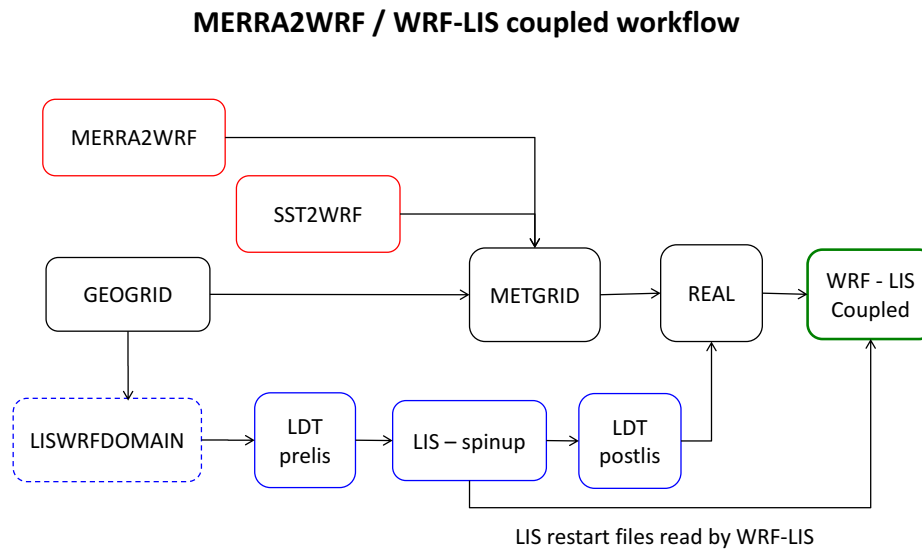 MERRA2WRF / WRF-LIS coupled workflow
MERRA2WRF
SST2WRF
GEOGRID
METGRID
REAL
WRF - LIS
Coupled
LISWRFDOMAIN
LDT
prelis
LIS – spinup
LDT
postlis
LIS restart files read by WRF-LIS